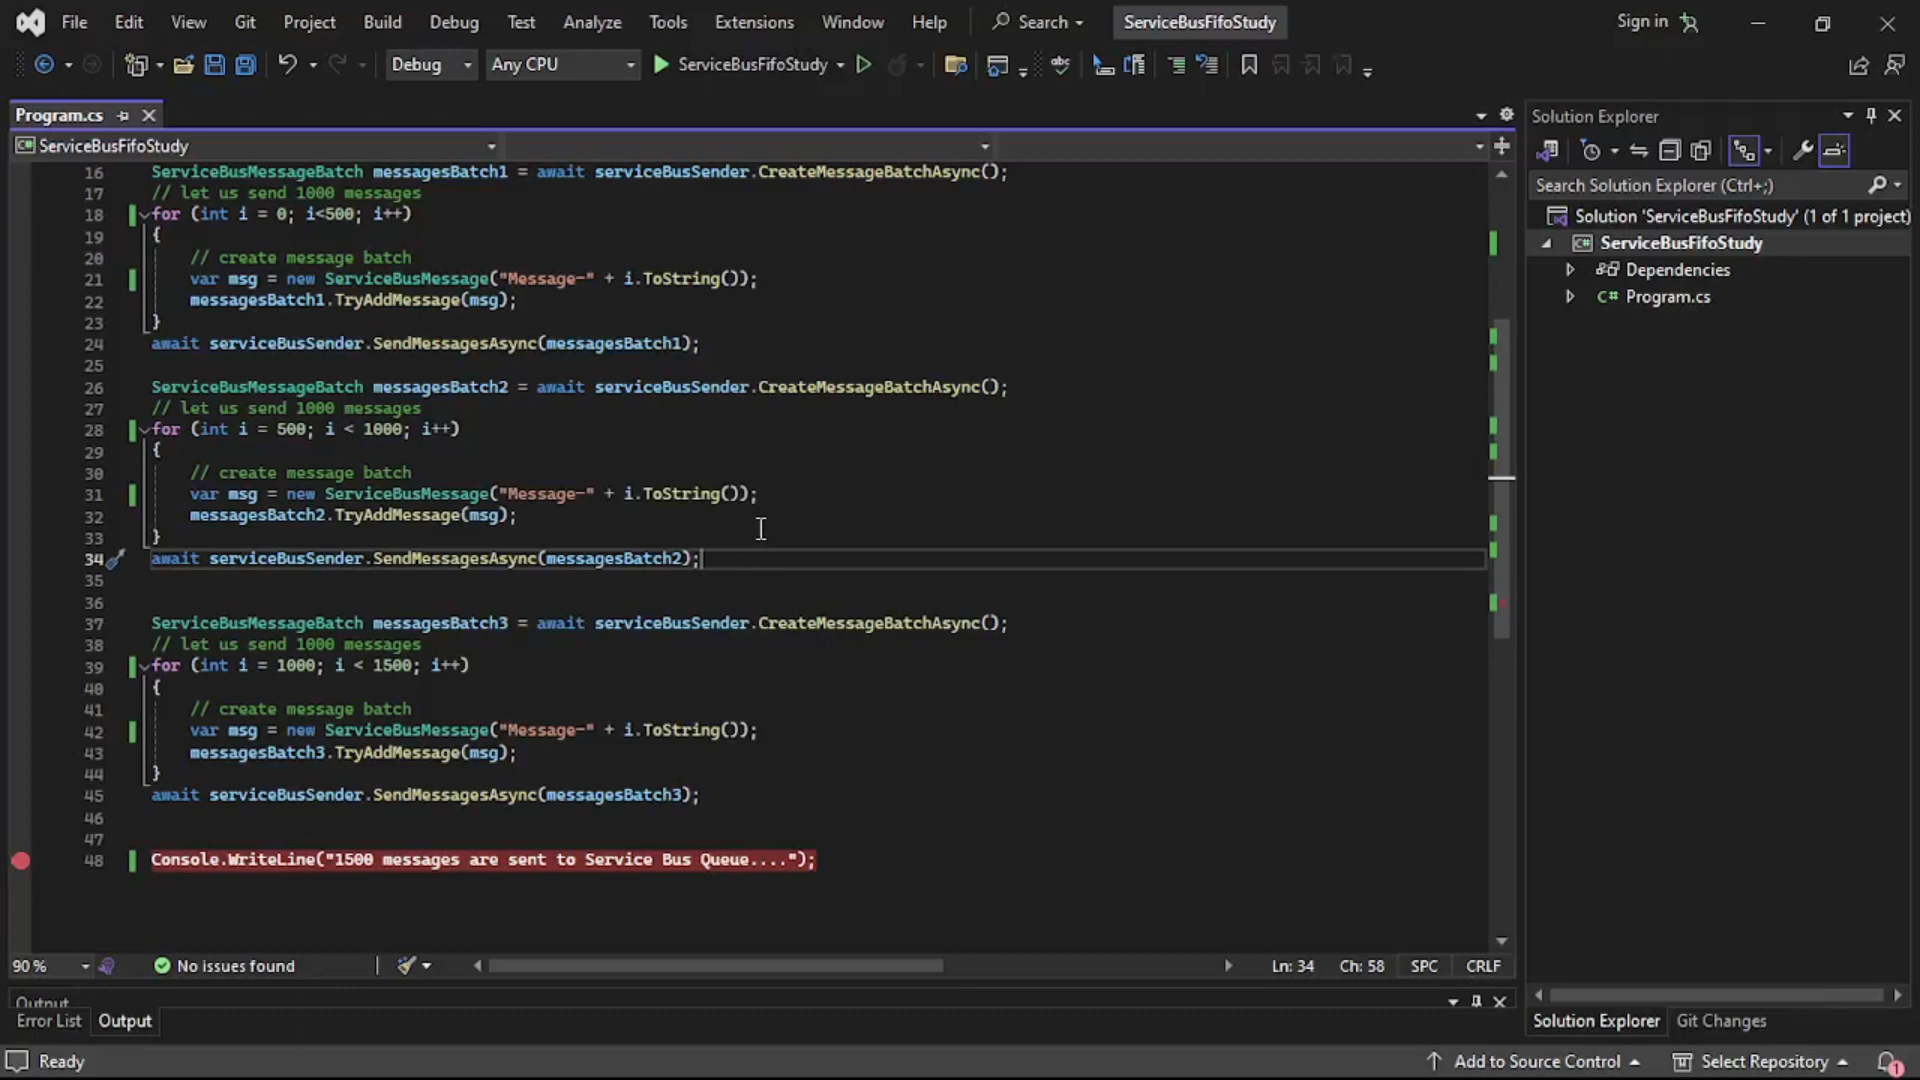 File Edit View Git Project Build Debug Test Analyze Tools Extensions Window Help Search ServiceBusFifoStudy Sign in
Debug Any CPU ServiceBusFifoStudy
Program.cs
ServiceBusFifoStudy
16 ServiceBusMessageBatch messagesBatch1 = await serviceBusSender.CreateMessageBatchAsync();
17 // let us send 1000 messages
18 for (int i = 0; i<500; i++)
19 {
20 // create message batch
21 var msg = new ServiceBusMessage("Message-" + i.ToString());
22 messagesBatch1.TryAddMessage(msg);
23 }
24 await serviceBusSender.SendMessagesAsync(messagesBatch1);
25
26 ServiceBusMessageBatch messagesBatch2 = await serviceBusSender.CreateMessageBatchAsync();
27 // let us send 1000 messages
28 for (int i = 500; i < 1000; i++)
29 {
30 // create message batch
31 var msg = new ServiceBusMessage("Message-" + i.ToString());
32 messagesBatch2.TryAddMessage(msg);
33 }
34 await serviceBusSender.SendMessagesAsync(messagesBatch2);
35
36
37 ServiceBusMessageBatch messagesBatch3 = await serviceBusSender.CreateMessageBatchAsync();
38 // let us send 1000 messages
39 for (int i = 1000; i < 1500; i++)
40 {
41 // create message batch
42 var msg = new ServiceBusMessage("Message-" + i.ToString());
43 messagesBatch3.TryAddMessage(msg);
44 }
45 await serviceBusSender.SendMessagesAsync(messagesBatch3);
46
47
48 Console.WriteLine("1500 messages are sent to Service Bus Queue....");
90 % No issues found Ln: 34 Ch: 58 SPC CRLF
Output
Error List Output
Solution Explorer
Search Solution Explorer (Ctrl+;)
Solution 'ServiceBusFifoStudy' (1 of 1 project)
C# ServiceBusFifoStudy
Dependencies
C# Program.cs
Solution Explorer Git Changes
Ready Add to Source Control Select Repository 1